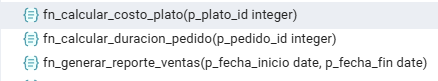 fn_calcular_costo_plato(p_plato_id integer)
fn_calcular_duracion_pedido(p_pedido_id integer)
fn_generar_reporte_ventas(p_fecha_inicio date, p_fecha_fin date)